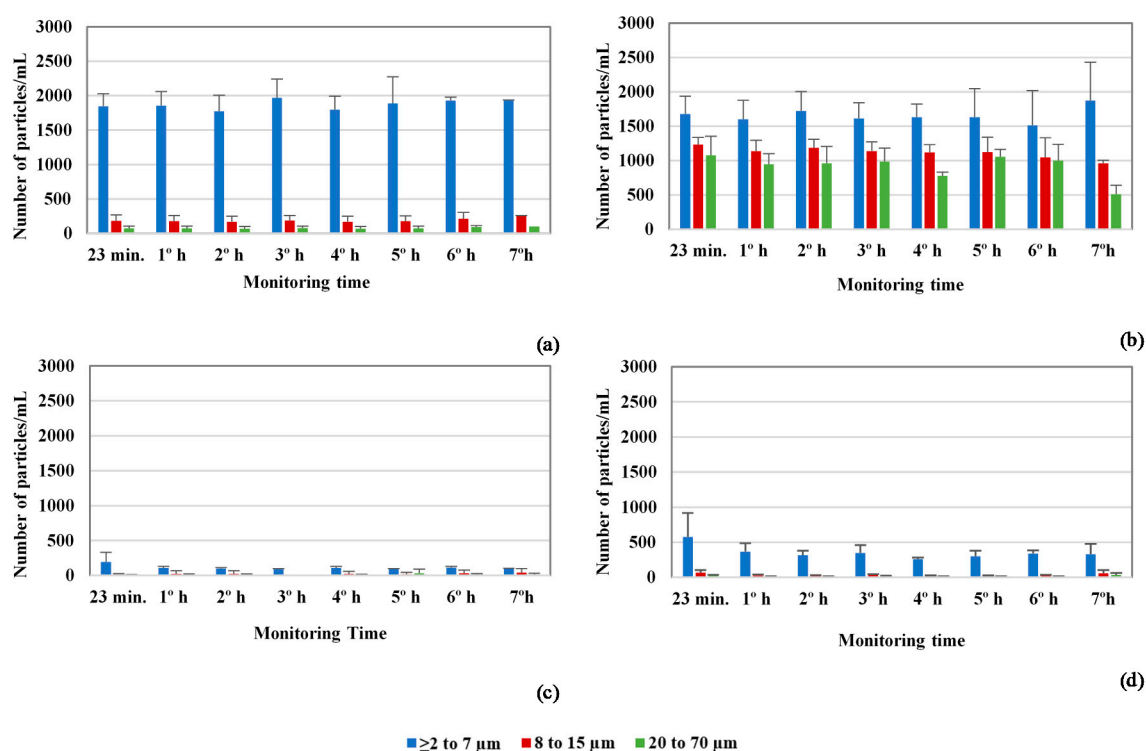 Number of particles/mL
3000
2500
2000
1500
1000
500
0
23 min. 1º h 2º h 3º h 4º h 5º h 6º h 7ºh
Monitoring time
(a)
Number of particles/mL
3000
2500
2000
1500
1000
500
0
23 min. 1º h 2º h 3º h 4º h 5º h 6º h 7ºh
Monitoring time
(b)
Number of particles/mL
3000
2500
2000
1500
1000
500
0
23 min. 1º h 2º h 3º h 4º h 5º h 6º h 7ºh
Monitoring Time
(c)
Number of particles/mL
3000
2500
2000
1500
1000
500
0
23 min. 1º h 2º h 3º h 4º h 5º h 6º h 7ºh
Monitoring time
(d)
≥2 to 7 µm 8 to 15 µm 20 to 70 µm